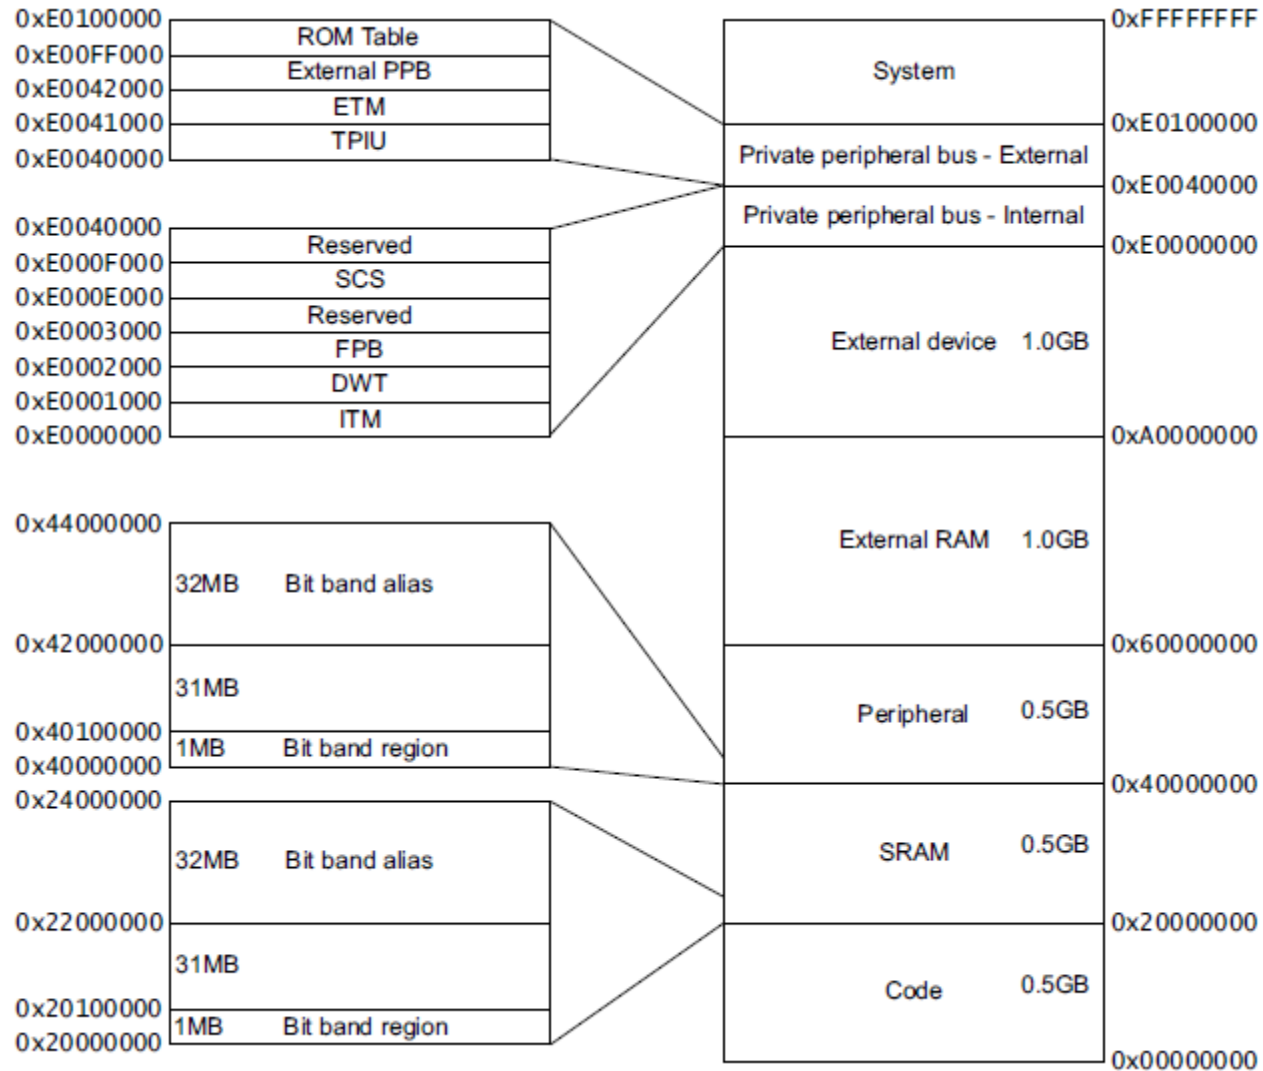 0xE0100000
ROM Table
0xE00FF000
External PPB
0xE0042000
ETM
0xE0041000
TPIU
0xE0040000
0xE0040000
Reserved
0xE000F000
SCS
0xE000E000
Reserved
0xE0003000
FPB
0xE0002000
DWT
0xE0001000
ITM
0xE0000000
0x44000000
32MB Bit band alias
0x42000000
31MB
0x40100000
1MB Bit band region
0x40000000
0x24000000
32MB Bit band alias
0x22000000
31MB
0x20100000
1MB Bit band region
0x20000000
0xFFFFFFFF
System
0xE0100000
Private peripheral bus - External
0xE0040000
Private peripheral bus - Internal
0xE0000000
External device 1.0GB
0xA0000000
External RAM 1.0GB
0x60000000
Peripheral 0.5GB
0x40000000
SRAM 0.5GB
0x20000000
Code 0.5GB
0x00000000